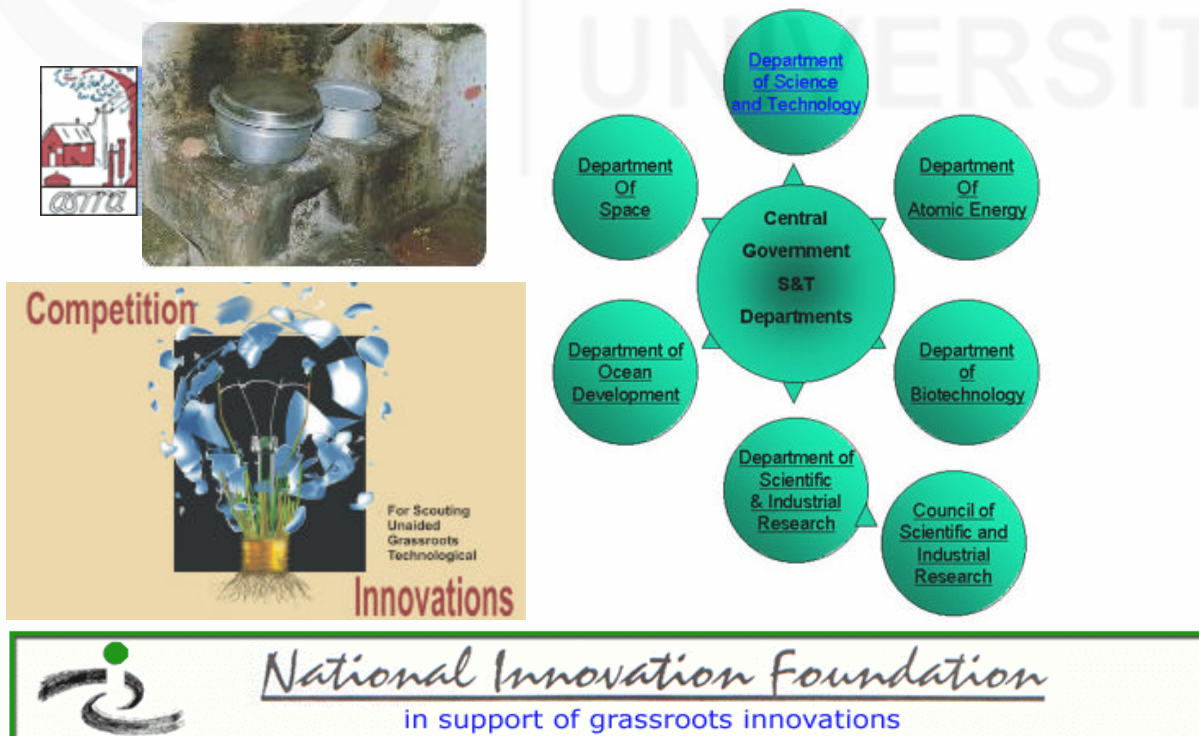 UNIVERSIT
astra
Competition
For Scouting
Unaided
Grassroots
Technological
Innovations
Department
of Science
and Technology
Department
Of
Space
Department
Of
Atomic Energy
Central
Government
S&T
Departments
Department of
Ocean
Development
Department
of
Biotechnology
Department of
Scientific
& Industrial
Research
Council of
Scientific and
Industrial
Research
National Innovation Foundation
in support of grassroots innovations